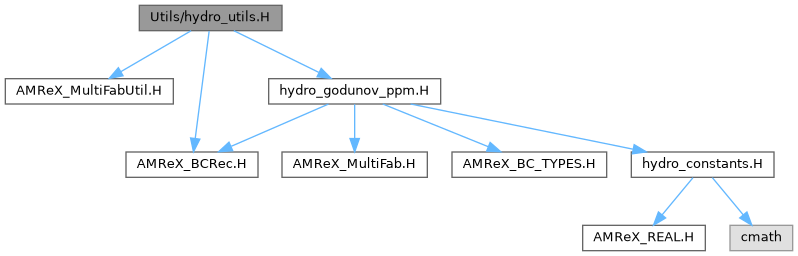 Utils/hydro_utils.H
AMReX_MultiFabUtil.H
hydro_godunov_ppm.H
AMReX_BCRec.H
AMReX_MultiFab.H
AMReX_BC_TYPES.H
hydro_constants.H
AMReX_REAL.H
cmath